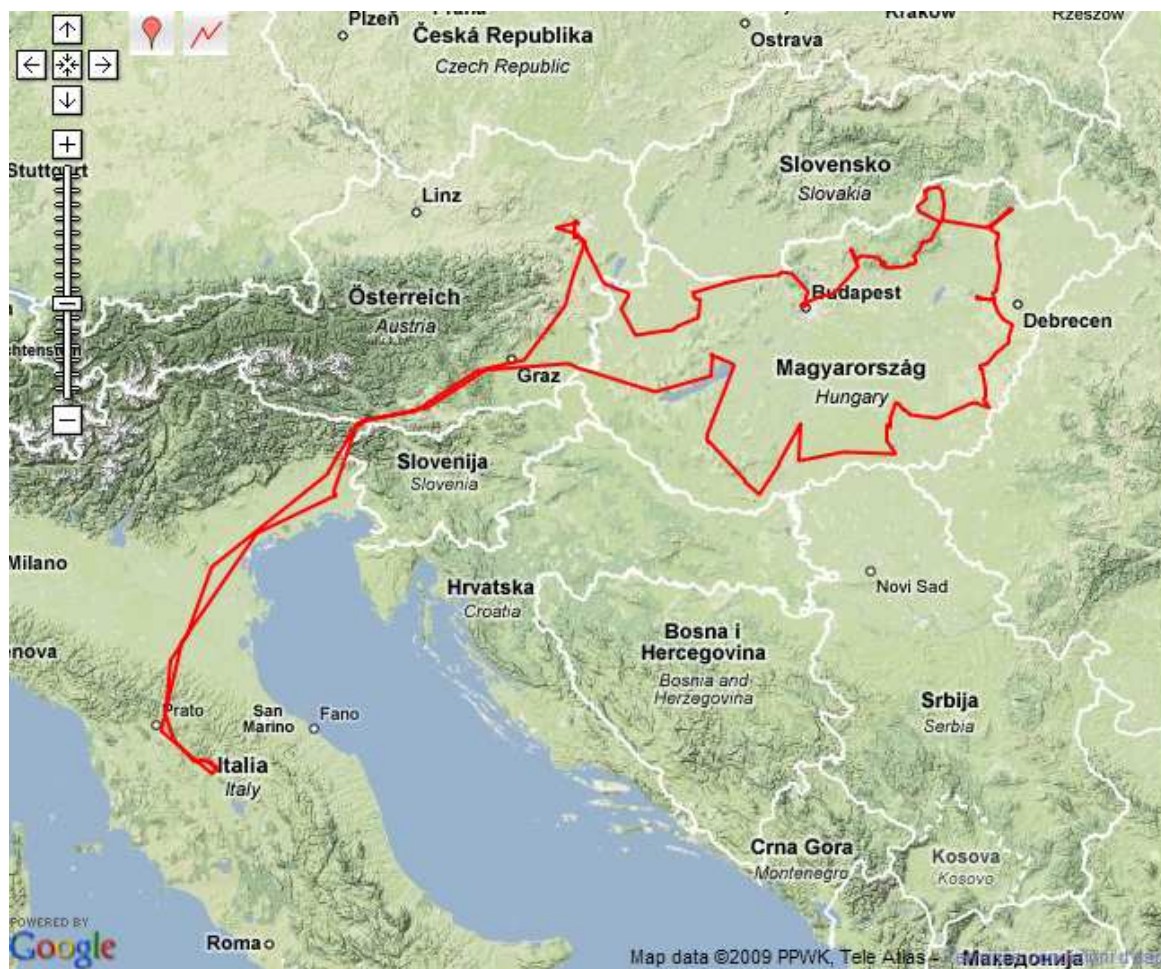 Plzeň
Praha
Česká Republika
Czech Republic
Ostrava
Kraków
Rzeszów
Stuttgart
Linz
Slovensko
Slovakia
Österreich
Austria
Budapest
Debrecen
Graz
Magyarország
Hungary
Slovenija
Slovenia
Milano
Hrvatska
Croatia
Novi Sad
enova
Bosna i
Hercegovina
Bosnia and
Herzegovina
Srbija
Serbia
Prato
San
Marino
Fano
Italia
Italy
Crna Gora
Montenegro
Kosova
Kosovo
POWERED BY
Google
Roma
Map data ©2009 PPWK, Tele Atlas -
Македонија